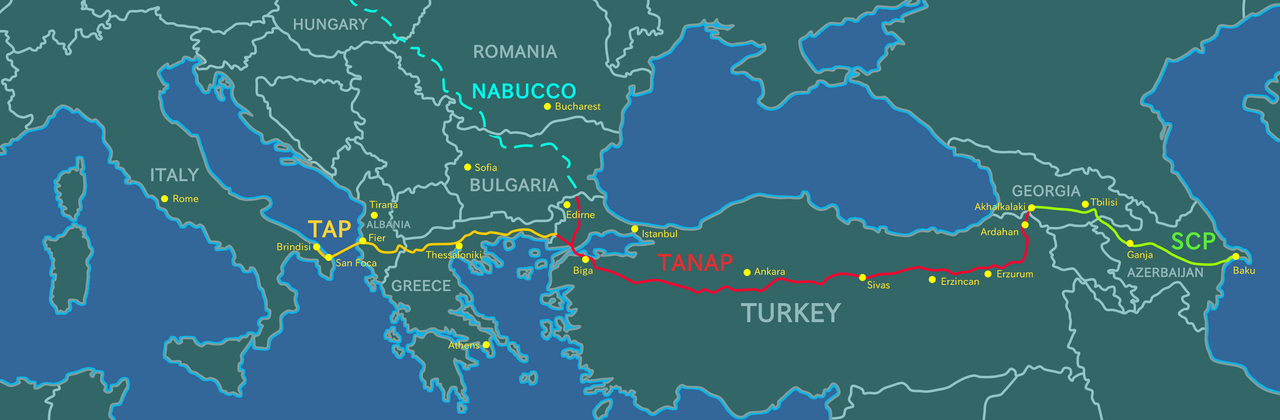 HUNGARY
ROMANIA
NABUCCO
Bucharest
Sofia
BULGARIA
ITALY
Rome
Tirana
ALBANIA
Edirne
TAP
Fier
Brindisi
San Foca
Thessaloniki
Istanbul
Biga
GREECE
Athens
TANAP
Ankara
TURKEY
Sivas
Erzincan
Erzurum
Ardahan
Akhalkalaki
GEORGIA
Tbilisi
SCP
Ganja
AZERBAIJAN
Baku